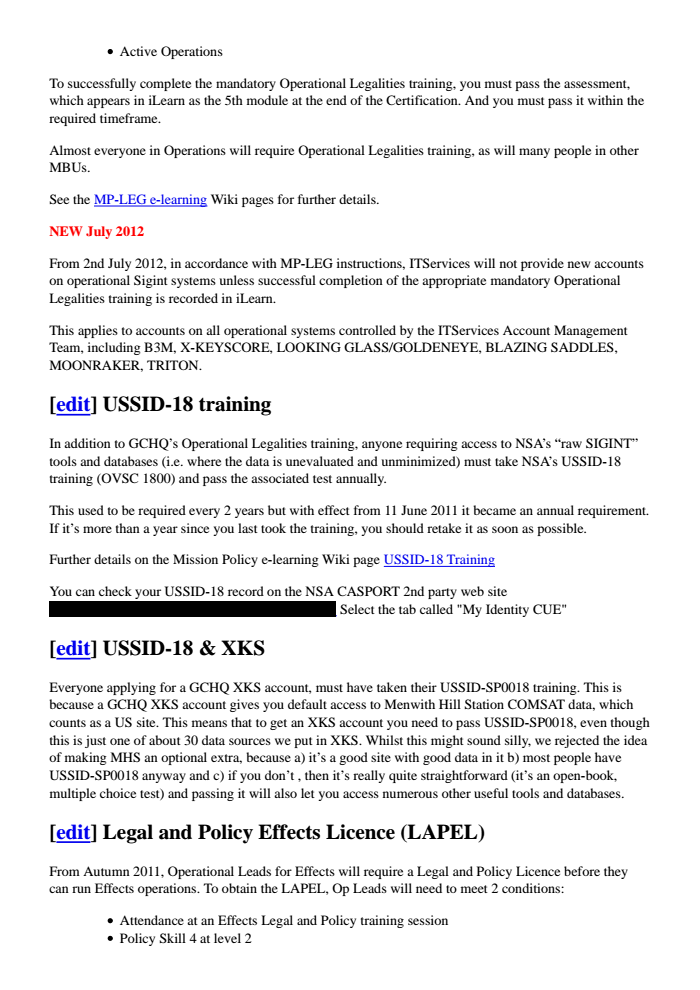 • Active Operations
To successfully complete the mandatory Operational Legalities training, you must pass the assessment,
which appears in iLearn as the 5th module at the end of the Certification. And you must pass it within the
required timeframe.
Almost everyone in Operations will require Operational Legalities training, as will many people in other
MBUs.
See the MP-LEG e-learning Wiki pages for further details.
NEW July 2012
From 2nd July 2012, in accordance with MP-LEG instructions, ITServices will not provide new accounts
on operational Sigint systems unless successful completion of the appropriate mandatory Operational
Legalities training is recorded in iLearn.
This applies to accounts on all operational systems controlled by the ITServices Account Management
Team, including B3M, X-KEYSCORE, LOOKING GLASS/GOLDENEYE, BLAZING SADDLES,
MOONRAKER, TRITON.
[edit] USSID-18 training
In addition to GCHQ's Operational Legalities training, anyone requiring access to NSA's “raw SIGINT”
tools and databases (i.e. where the data is unevaluated and unminimized) must take NSA's USSID-18
training (OVSC 1800) and pass the associated test annually.
This used to be required every 2 years but with effect from 11 June 2011 it became an annual requirement.
If it's more than a year since you last took the training, you should retake it as soon as possible.
Further details on the Mission Policy e-learning Wiki page USSID-18 Training
You can check your USSID-18 record on the NSA CASPORT 2nd party web site
Select the tab called "My Identity CUE"
[edit] USSID-18 & XKS
Everyone applying for a GCHQ XKS account, must have taken their USSID-SP0018 training. This is
because a GCHQ XKS account gives you default access to Menwith Hill Station COMSAT data, which
counts as a US site. This means that to get an XKS account you need to pass USSID-SP0018, even though
this is just one of about 30 data sources we put in XKS. Whilst this might sound silly, we rejected the idea
of making MHS an optional extra, because a) it's a good site with good data in it b) most people have
USSID-SP0018 anyway and c) if you don't , then it's really quite straightforward (it's an open-book,
multiple choice test) and passing it will also let you access numerous other useful tools and databases.
[edit] Legal and Policy Effects Licence (LAPEL)
From Autumn 2011, Operational Leads for Effects will require a Legal and Policy Licence before they
can run Effects operations. To obtain the LAPEL, Op Leads will need to meet 2 conditions:
• Attendance at an Effects Legal and Policy training session
• Policy Skill 4 at level 2